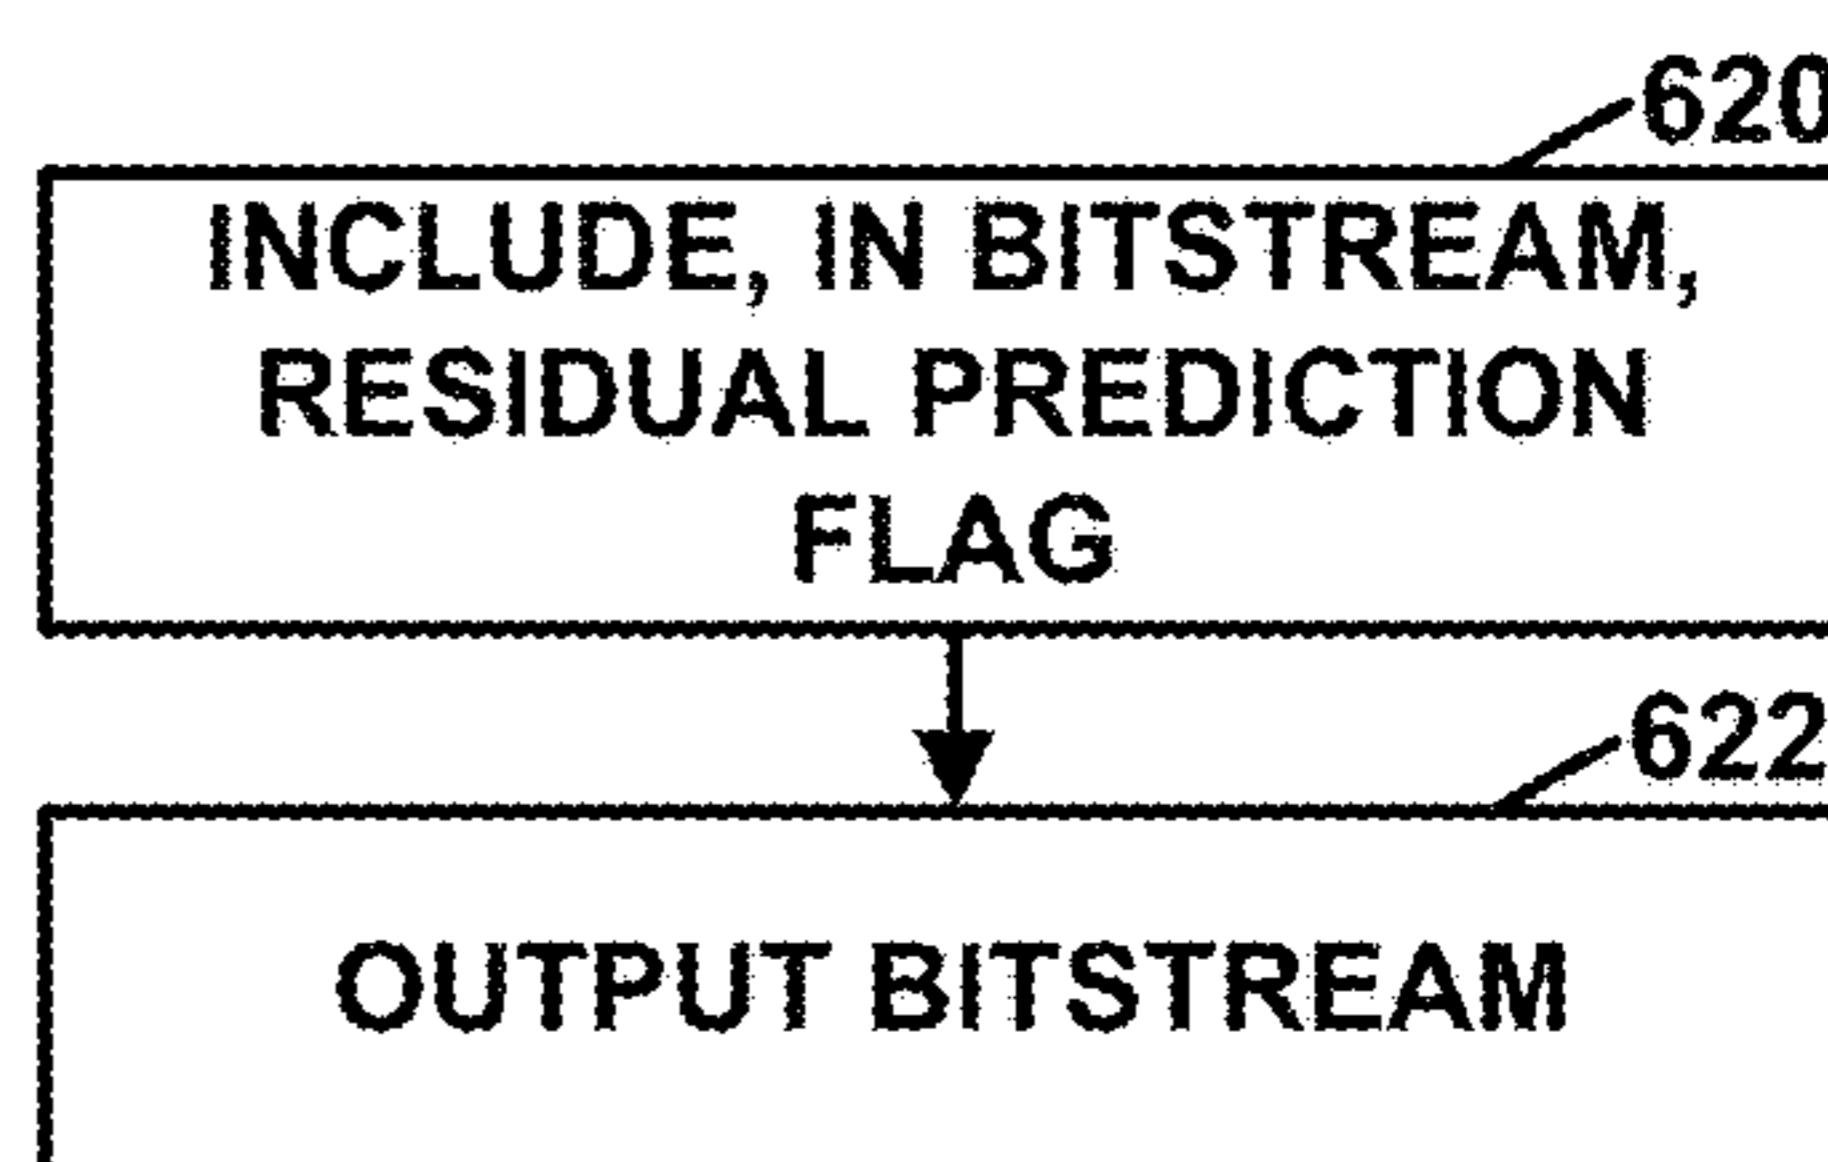 620
INCLUDE, IN BITSTREAM,
RESIDUAL PREDICTION
FLAG
622
OUTPUT BITSTREAM